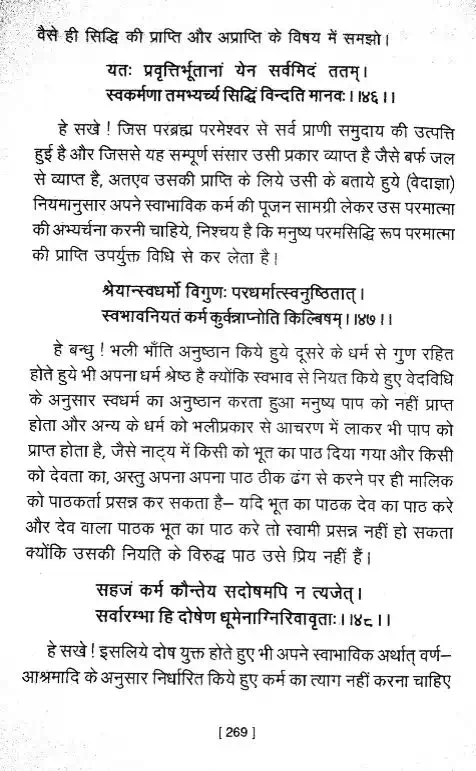 वैसे ही सिद्धि की प्राप्ति और अप्राप्ति के विषय में समझो।
यतः प्रवृत्तिर्भूतानां येन सर्वमिदं ततम्।
स्वकर्मणा तमभ्यर्च्य सिद्धिं विन्दति मानवः।।४६।।
हे सखे ! जिस परब्रह्म परमेश्वर से सर्व प्राणी समुदाय की उत्पत्ति
हुई है और जिससे यह सम्पूर्ण संसार उसी प्रकार व्याप्त है जैसे बर्फ जल
से व्याप्त है, अतएव उसकी प्राप्ति के लिये उसी के बताये हुये (वेदाज्ञा)
नियमानुसार अपने स्वाभाविक कर्म की पूजन सामग्री लेकर उस परमात्मा
की अंभ्यर्चना करनी चाहिये, निश्चय है कि मनुष्य परमसिद्धि रूप परमात्मा
की प्राप्ति उपर्युक्त विधि से कर लेता है।
श्रेयान्स्वधर्मो विगुणः परधर्मात्स्वनुष्ठितात्।
स्वभावनियतं कर्म कुर्वन्नाप्नोति किल्बिषम्।।४७।।
हे बन्धु ! भली भाँति अनुष्ठान किये हुये दूसरे के धर्म से गुण रहित
होते हुये भी अपना धर्म श्रेष्ठ है क्योंकि स्वभाव से नियत किये हुए वेदविधि
के अनुसार स्वधर्म का अनुष्ठान करता हुआ मनुष्य पाप को नहीं प्राप्त
होता और अन्य के धर्म को भलीप्रकार से आचरण में लाकर भी पाप को
प्राप्त होता है, जैसे नाट्य में किसी को भूत का पाठ दिया गया और किसी
को देवता का, अस्तु अपना अपना पाठ ठीक ढंग से करने पर ही मालिक
को पाठकर्ता प्रसन्न कर सकता है– यदि भूत का पाठक देव का पाठ करे
और देव वाला पाठक भूत का पाठ करे तो स्वामी प्रसन्न नहीं हो सकता
क्योंकि उसकी नियति के विरुद्ध पाठ उसे प्रिय नहीं हैं।
सहजं कर्म कौन्तेय सदोषमपि न त्यजेत्।
सर्वारम्भा हि दोषेण धूमेनाग्निरिवावृताः।।४८।।
हे सखे ! इसलिये दोष युक्त होते हुए भी अपने स्वाभाविक अर्थात् वर्ण–
आश्रमादि के अनुसार निर्धारित किये हुए कर्म का त्याग नहीं करना चाहिए
[ 269 ]